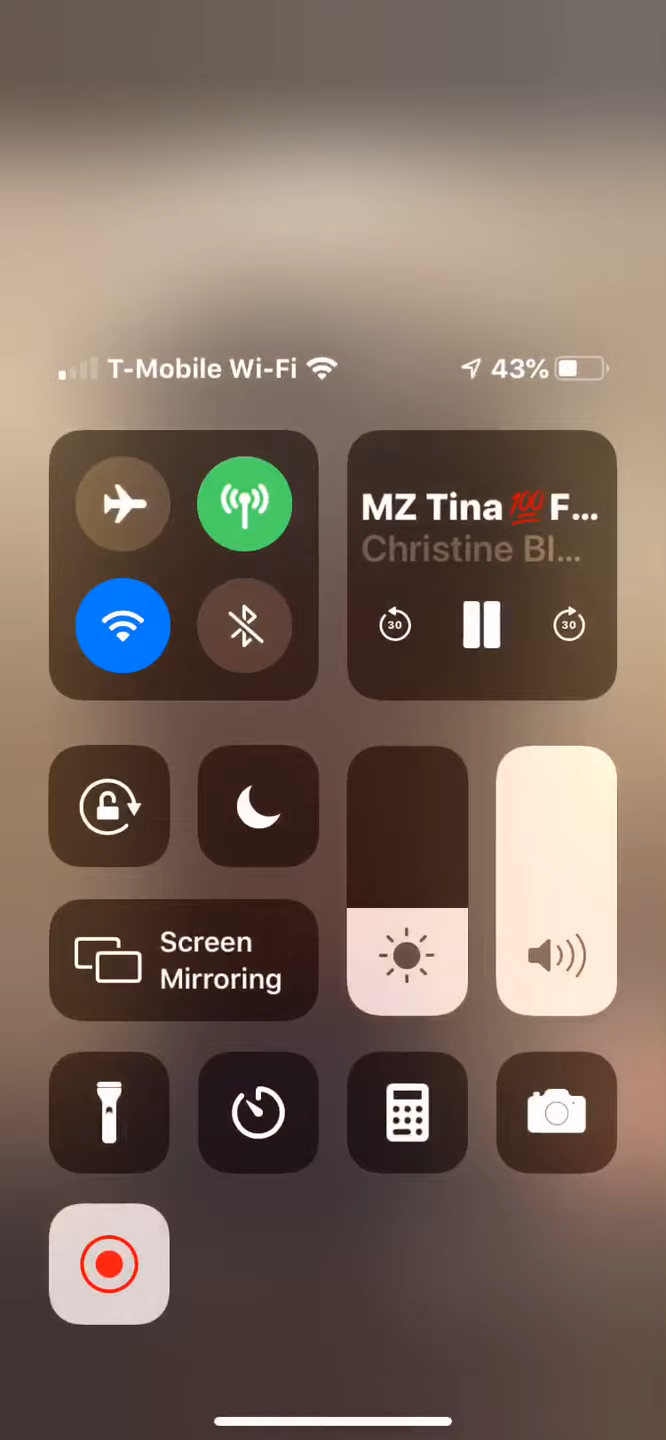 T-Mobile Wi-Fi 43%
MZ Tina💯F...
Christine Bl...
30 30
Screen
Mirroring